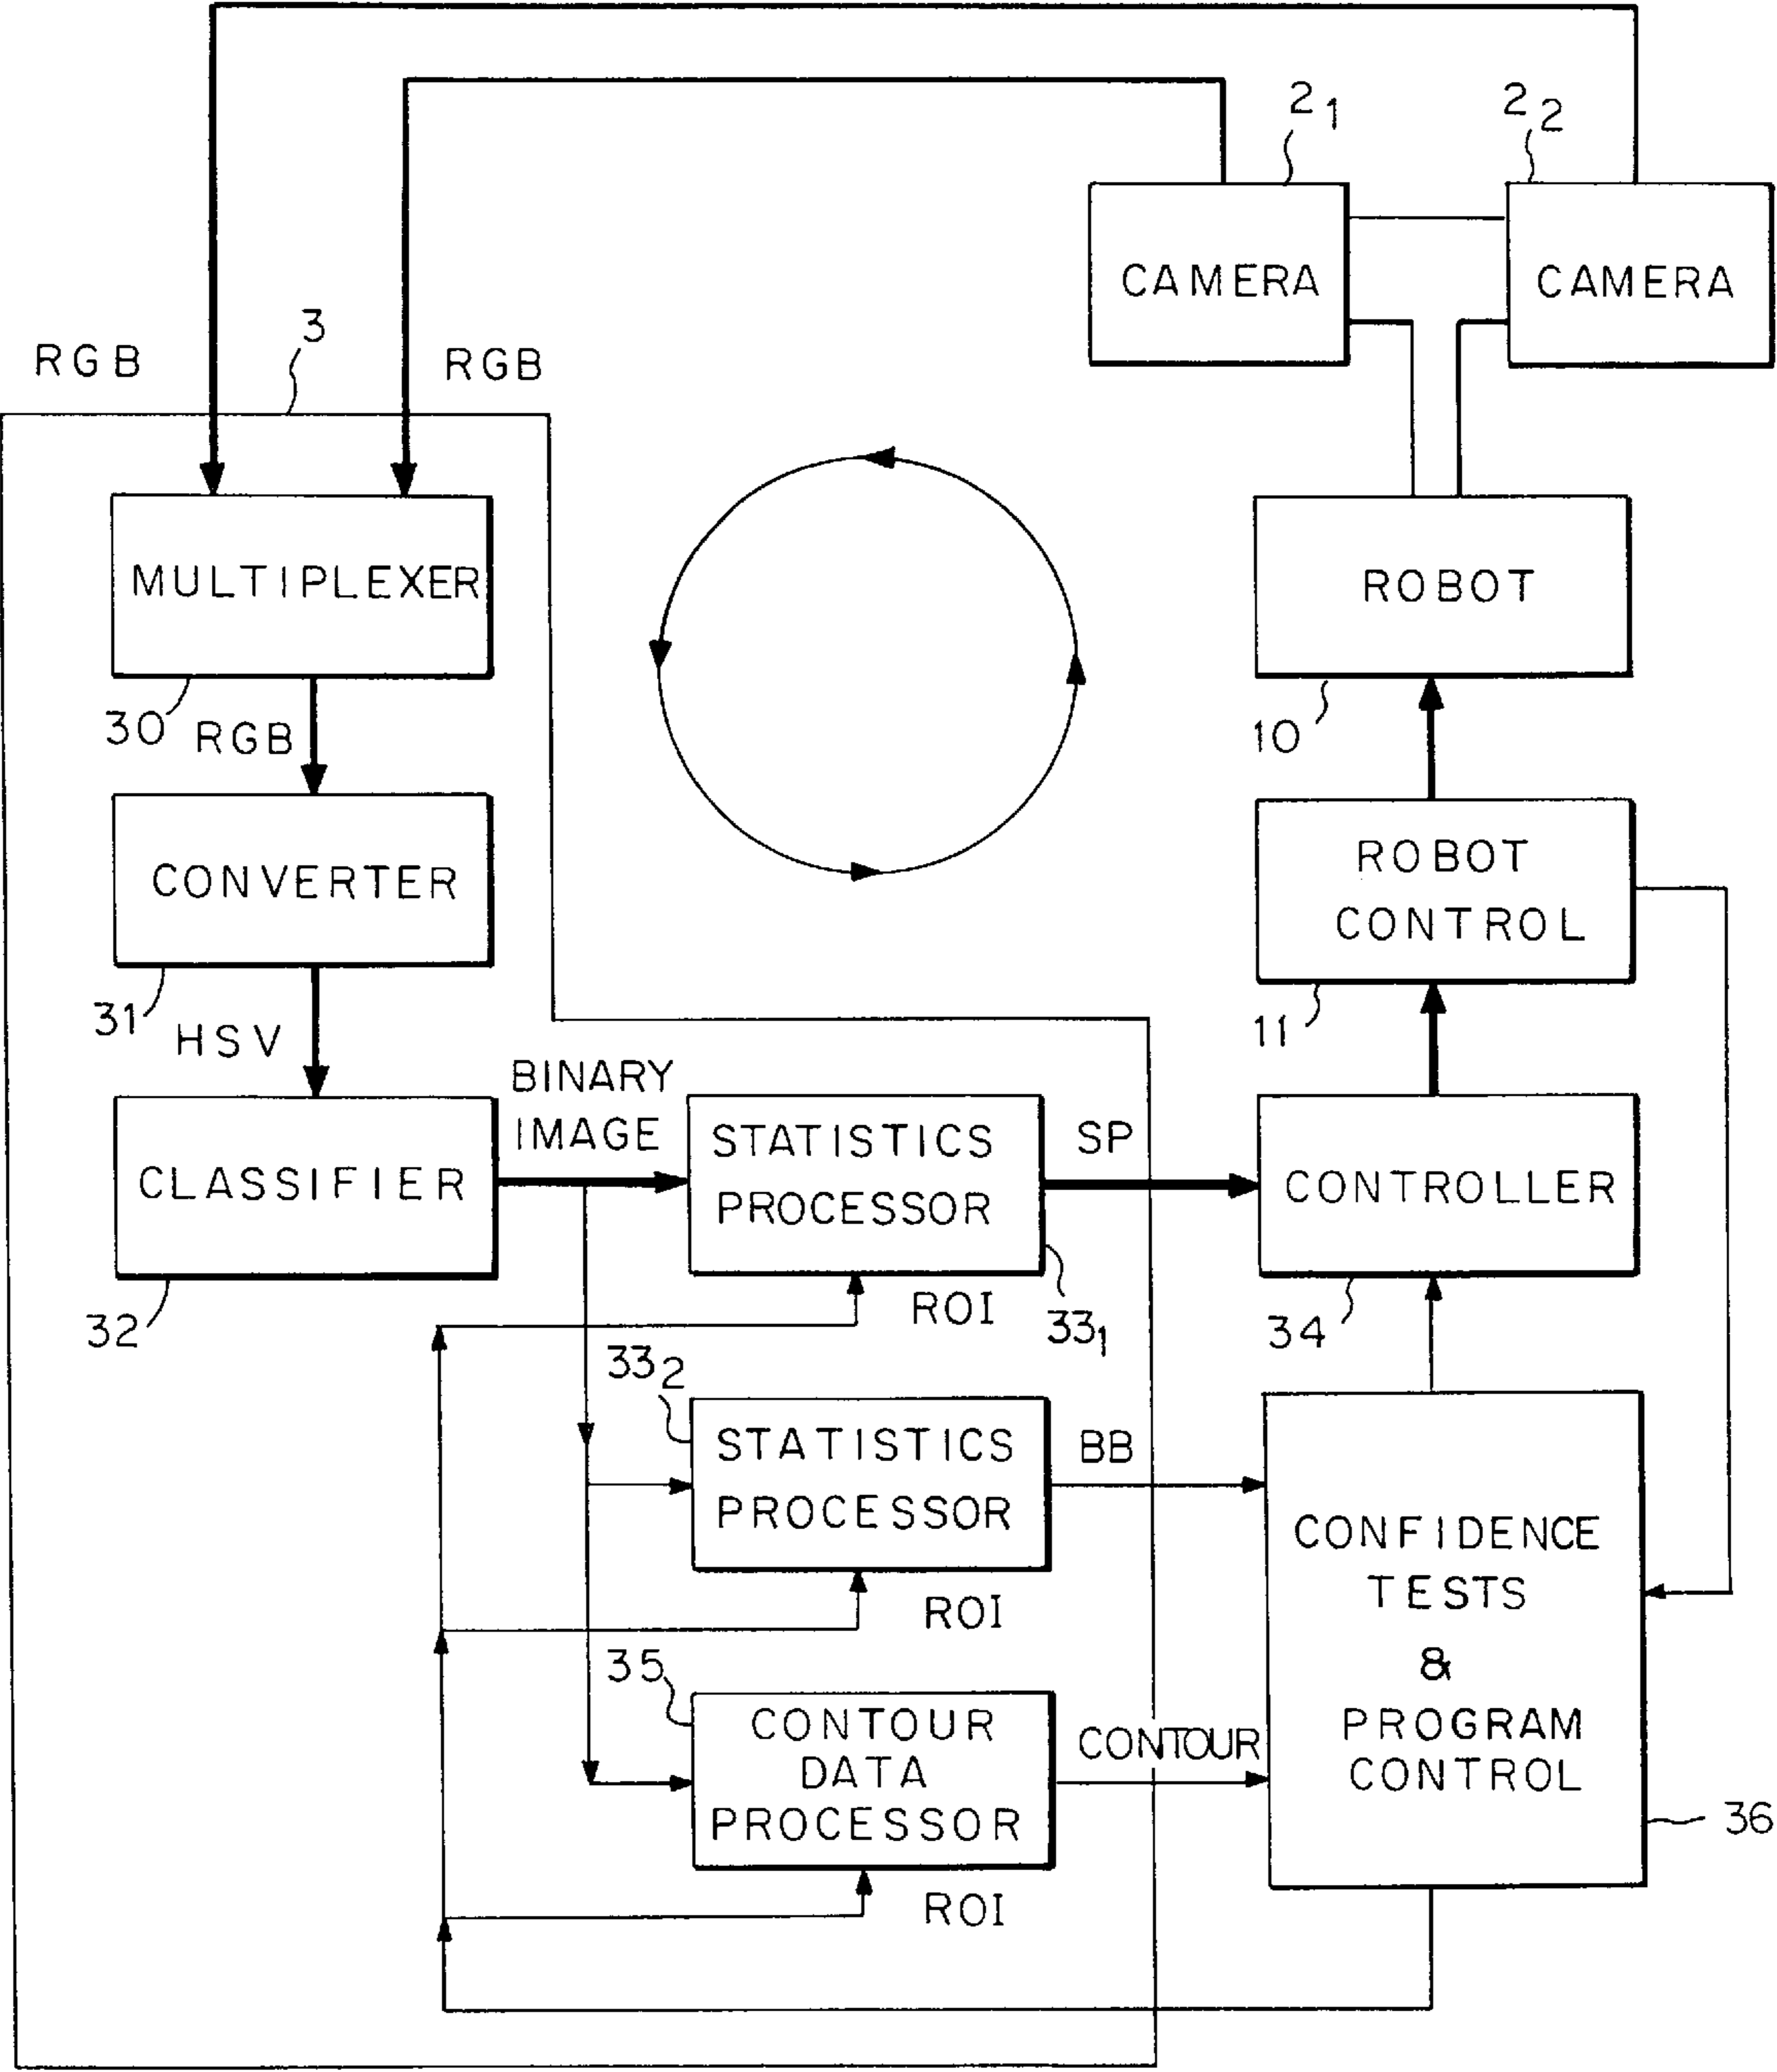 2₁
2₂
CAMERA
CAMERA
3
RGB
RGB
MULTIPLEXER
ROBOT
30
RGB
10
CONVERTER
ROBOT
CONTROL
31
HSV
11
BINARY
IMAGE
CLASSIFIER
STATISTICS
PROCESSOR
SP
CONTROLLER
32
ROI
33₁
34
33₂
STATISTICS
PROCESSOR
BB
CONFIDENCE
TESTS
&
PROGRAM
CONTROL
ROI
35
CONTOUR
DATA
PROCESSOR
CONTOUR
36
ROI